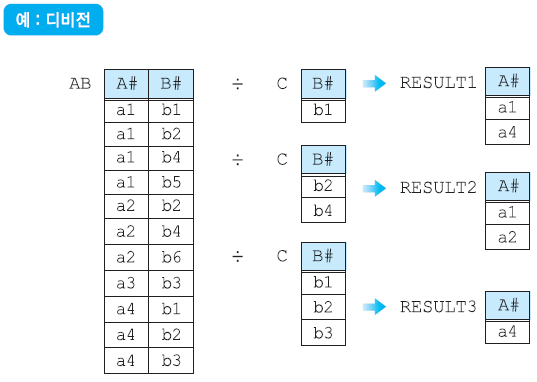 예 : 디비전
AB
A# B#
a1 b1
a1 b2
a1 b4
a1 b5
a2 b2
a2 b4
a2 b6
a3 b3
a4 b1
a4 b2
a4 b3
÷ C
B#
b1
RESULT1
A#
a1
a4
÷ C
B#
b2
b4
RESULT2
A#
a1
a2
÷ C
B#
b1
b2
b3
RESULT3
A#
a4